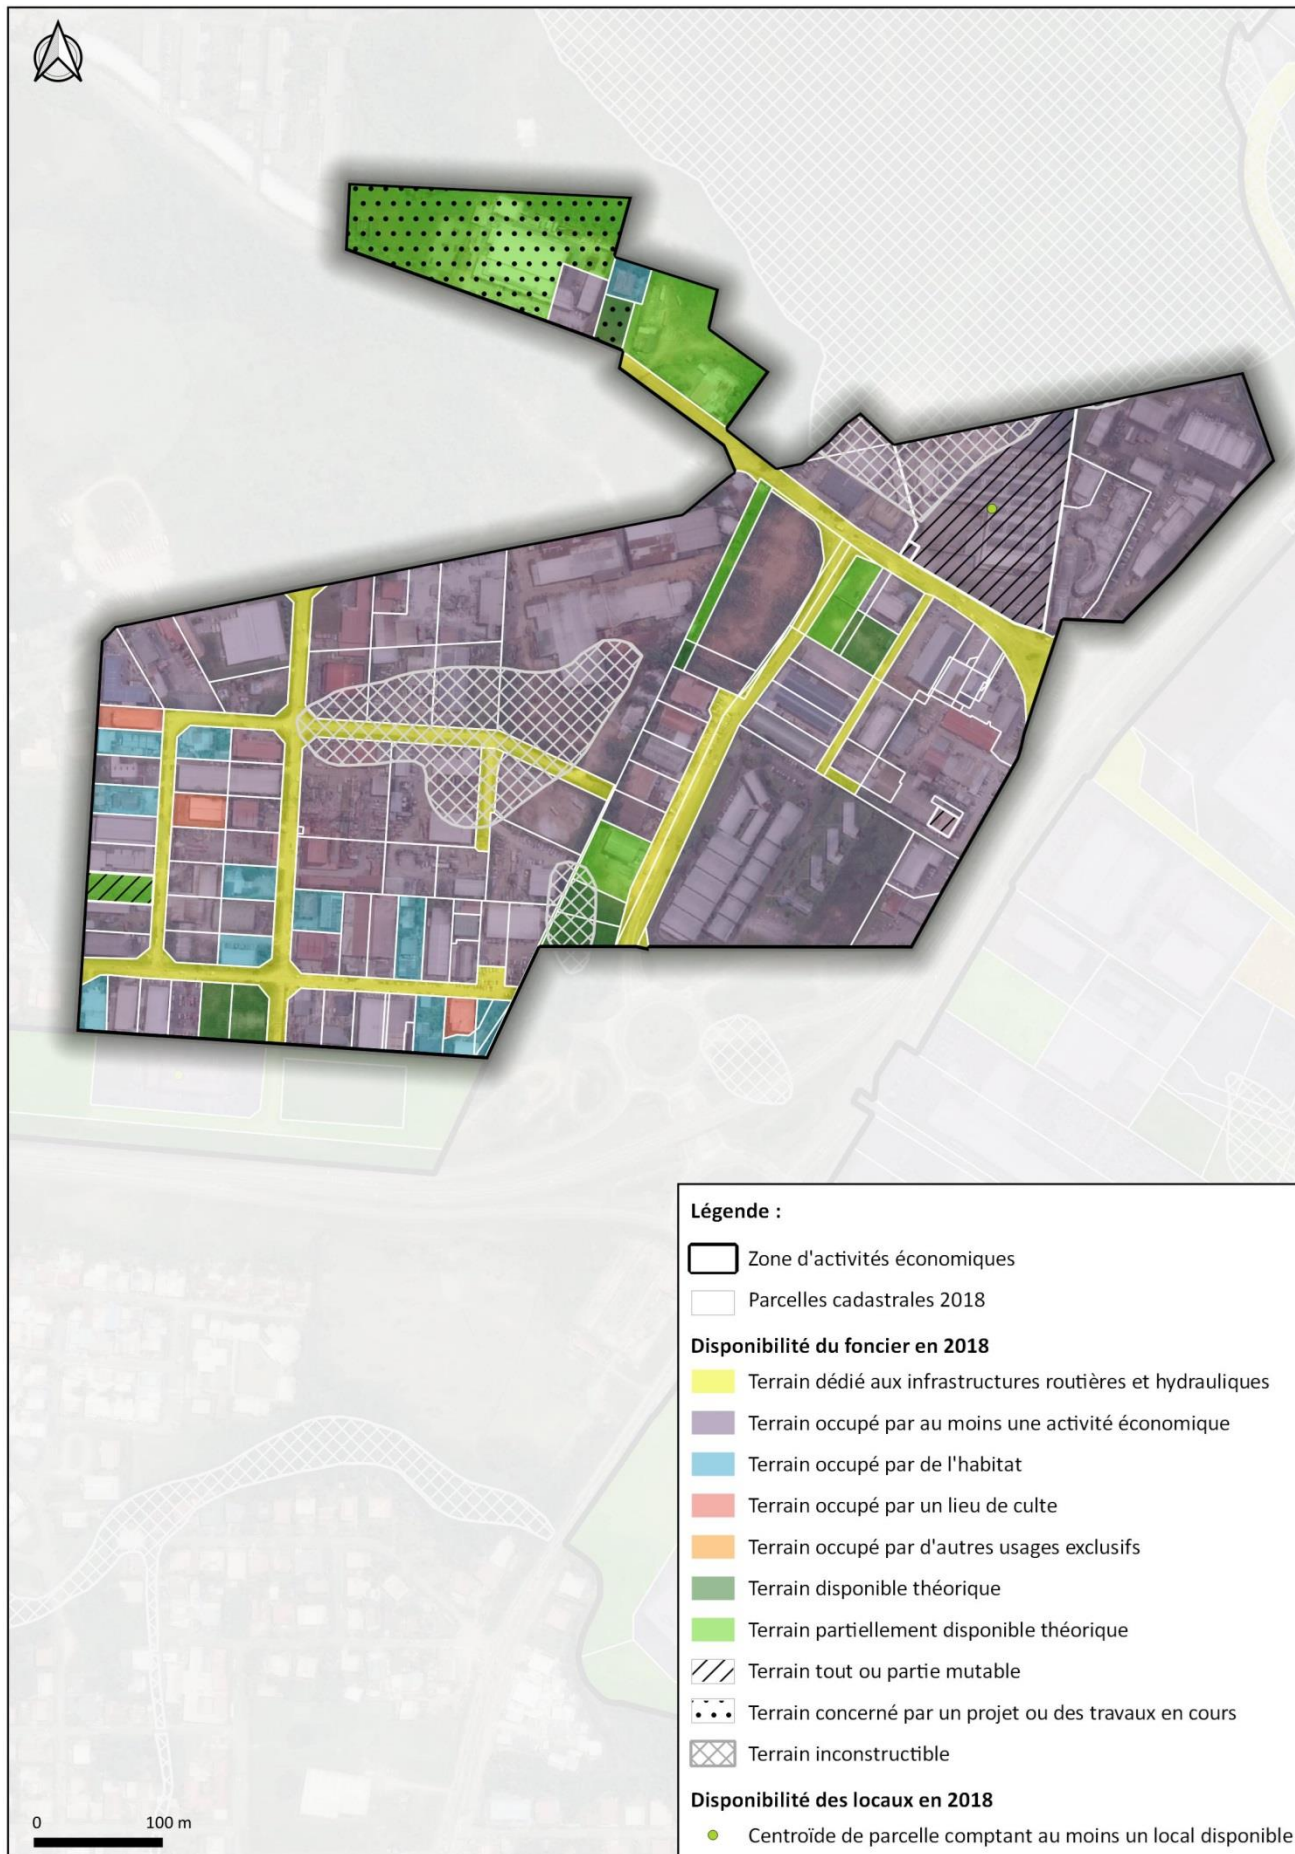 Légende :
Zone d'activités économiques
Parcelles cadastrales 2018
Disponibilité du foncier en 2018
Terrain dédié aux infrastructures routières et hydrauliques
Terrain occupé par au moins une activité économique
Terrain occupé par de l'habitat
Terrain occupé par un lieu de culte
Terrain occupé par d'autres usages exclusifs
Terrain disponible théorique
Terrain partiellement disponible théorique
Terrain tout ou partie mutable
Terrain concerné par un projet ou des travaux en cours
Terrain inconstructible
Disponibilité des locaux en 2018
Centroïde de parcelle comptant au moins un local disponible
0 100 m